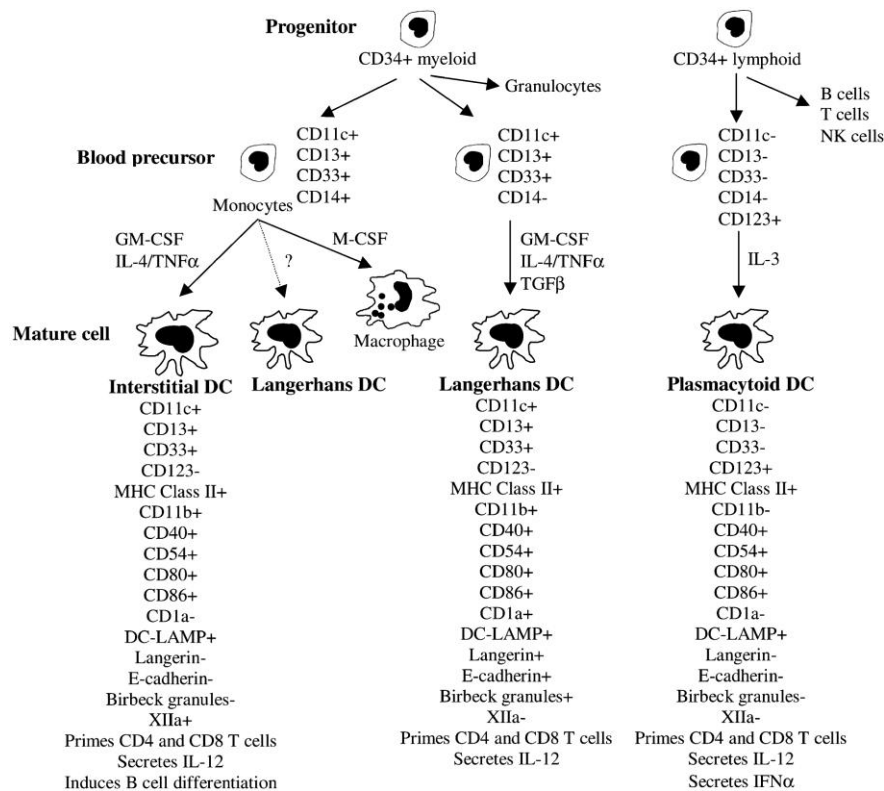 Progenitor
CD34+ myeloid
CD34+ lymphoid
Granulocytes
B cells
T cells
NK cells
Blood precursor
CD11c+
CD13+
CD33+
CD14+
Monocytes
CD11c+
CD13+
CD33+
CD14-
CD11c-
CD13-
CD33-
CD14-
CD123+
GM-CSF
IL-4/TNFα
?
M-CSF
GM-CSF
IL-4/TNFα
TGFβ
IL-3
Mature cell
Macrophage
Interstitial DC
CD11c+
CD13+
CD33+
CD123-
MHC Class II+
CD11b+
CD40+
CD54+
CD80+
CD86+
CD1a-
DC-LAMP+
Langerin-
E-cadherin-
Birbeck granules-
XIIa+
Primes CD4 and CD8 T cells
Secretes IL-12
Induces B cell differentiation
Langerhans DC
Langerhans DC
CD11c+
CD13+
CD33+
CD123-
MHC Class II+
CD11b+
CD40+
CD54+
CD80+
CD86+
CD1a+
DC-LAMP+
Langerin+
E-cadherin+
Birbeck granules+
XIIa-
Primes CD4 and CD8 T cells
Secretes IL-12
Plasmacytoid DC
CD11c-
CD13-
CD33-
CD123+
MHC Class II+
CD11b-
CD40+
CD54+
CD80+
CD86+
CD1a-
DC-LAMP+
Langerin-
E-cadherin-
Birbeck granules-
XIIa-
Primes CD4 and CD8 T cells
Secretes IL-12
Secretes IFNα